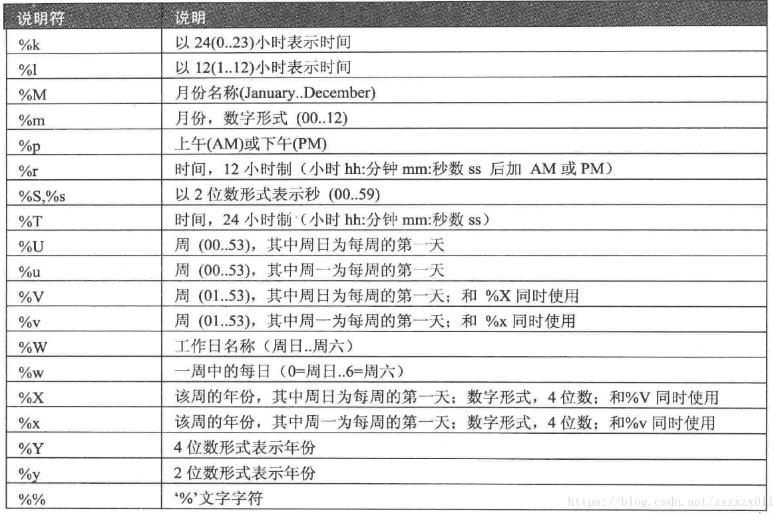 说明符 说明
%k 以 24(0..23)小时表示时间
%l 以 12(1..12)小时表示时间
%M 月份名称(January..December)
%m 月份，数字形式 (00..12)
%p 上午(AM)或下午(PM)
%r 时间，12 小时制（小时 hh:分钟 mm:秒数 ss 后加 AM 或 PM）
%S,%s 以 2 位数形式表示秒 (00..59)
%T 时间，24 小时制（小时 hh:分钟 mm:秒数 ss）
%U 周 (00..53)，其中周日为每周的第一天
%u 周 (00..53)，其中周一为每周的第一天
%V 周 (01..53)，其中周日为每周的第一天；和 %X 同时使用
%v 周 (01..53)，其中周一为每周的第一天；和 %x 同时使用
%W 工作日名称（周日..周六）
%w 一周中的每日（0=周日..6=周六）
%X 该周的年份，其中周日为每周的第一天；数字形式，4 位数；和%V 同时使用
%x 该周的年份，其中周一为每周的第一天；数字形式，4 位数；和%v 同时使用
%Y 4 位数形式表示年份
%y 2 位数形式表示年份
%% ‘%’文字字符
https://blog.csdn.net/zxzxzx011